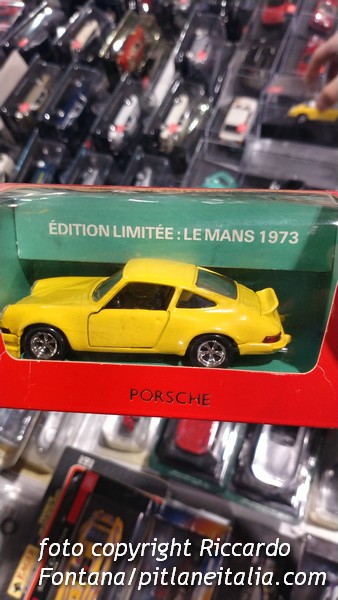 ÉDITION LIMITÉE : LE MANS 1973
PORSCHE
foto copyright Riccardo
Fontana/pitlaneitalia.com